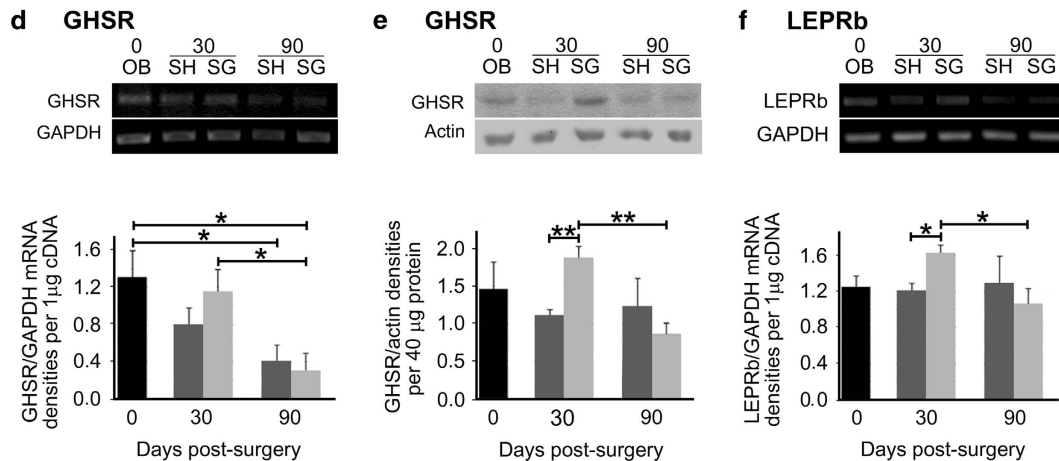 d GHSR
0 30 90
OB SH SG SH SG
GHSR
GAPDH
* * *
GHSR/GAPDH mRNA
densities per 1µg cDNA
1.6
1.2
0.8
0.4
0.0
0 30 90
Days post-surgery
e GHSR
0 30 90
OB SH SG SH SG
GHSR
Actin
** **
GHSR/actin densities
per 40 µg protein
2.0
1.5
1.0
0.5
0.0
0 30 90
Days post-surgery
f LEPRb
0 30 90
OB SH SG SH SG
LEPRb
GAPDH
* *
LEPRb/GAPDH mRNA
densities per 1µg cDNA
1.6
1.2
0.8
0.4
0.0
0 30 90
Days post-surgery